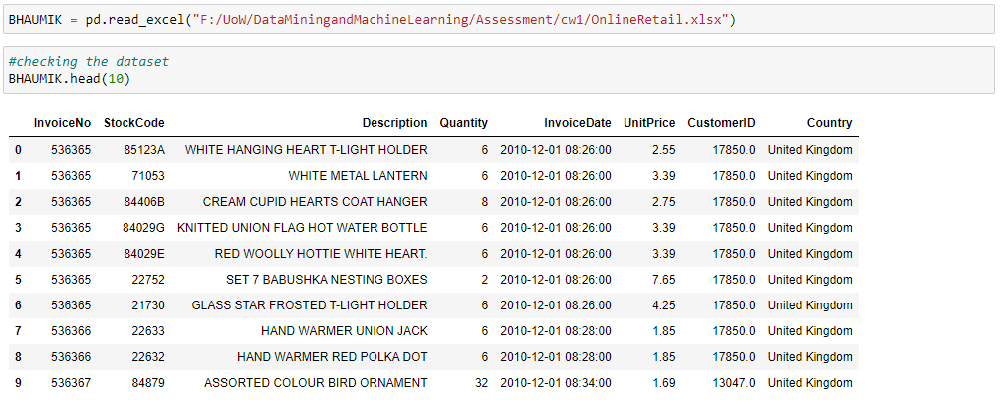 BHAUMIK = pd.read_excel("F:/UoW/DataMiningandMachineLearning/Assessment/cw1/OnlineRetail.xlsx")
#checking the dataset
BHAUMIK.head(10)
InvoiceNo StockCode Description Quantity InvoiceDate UnitPrice CustomerID Country
0 536365 85123A WHITE HANGING HEART T-LIGHT HOLDER 6 2010-12-01 08:26:00 2.55 17850.0 United Kingdom
1 536365 71053 WHITE METAL LANTERN 6 2010-12-01 08:26:00 3.39 17850.0 United Kingdom
2 536365 84406B CREAM CUPID HEARTS COAT HANGER 8 2010-12-01 08:26:00 2.75 17850.0 United Kingdom
3 536365 84029G KNITTED UNION FLAG HOT WATER BOTTLE 6 2010-12-01 08:26:00 3.39 17850.0 United Kingdom
4 536365 84029E RED WOOLLY HOTTIE WHITE HEART. 6 2010-12-01 08:26:00 3.39 17850.0 United Kingdom
5 536365 22752 SET 7 BABUSHKA NESTING BOXES 2 2010-12-01 08:26:00 7.65 17850.0 United Kingdom
6 536365 21730 GLASS STAR FROSTED T-LIGHT HOLDER 6 2010-12-01 08:26:00 4.25 17850.0 United Kingdom
7 536366 22633 HAND WARMER UNION JACK 6 2010-12-01 08:28:00 1.85 17850.0 United Kingdom
8 536366 22632 HAND WARMER RED POLKA DOT 6 2010-12-01 08:28:00 1.85 17850.0 United Kingdom
9 536367 84879 ASSORTED COLOUR BIRD ORNAMENT 32 2010-12-01 08:34:00 1.69 13047.0 United Kingdom